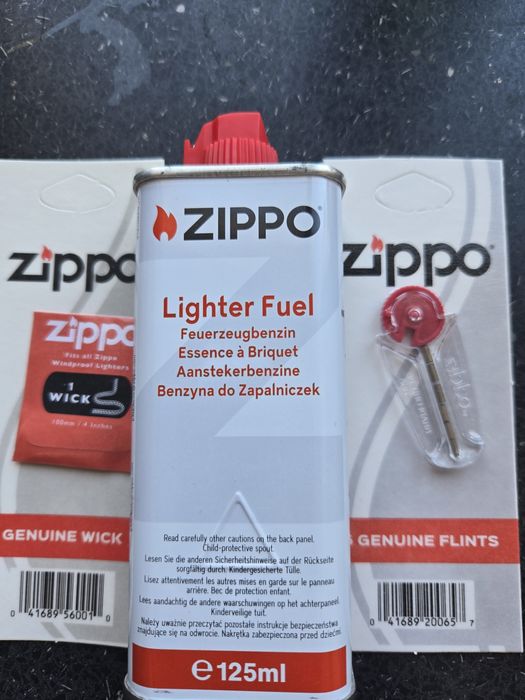 zippo
zippo
Fits all Zippo
Windproof Lighters
1
WICK
100mm / 4 Inches
GENUINE WICK
0 41689 56001 0
ZIPPO
Lighter Fuel
Feuerzeugbenzin
Essence à Briquet
Aanstekerbenzine
Benzyna do Zapalniczek
Read carefully other cautions on the back panel.
Child-protective spout.
Lesen Sie die anderen Sicherheitshinweise auf der Rückseite
sorgfältig durch. Kindergesicherte Tülle.
Lisez attentivement les autres mises en garde sur le panneau
arrière. Bec de protection enfant.
Lees aandachtig de andere waarschuwingen op het achterpaneel.
Kinderveilige tuit.
Należy uważnie przeczytać pozostałe instrukcje bezpieczeństwa
znajdujące się na odwrocie. Nakrętka zabezpieczona przed dziećmi.
℮125ml
zippo
GENUINE FLINTS
0 41689 20065 7